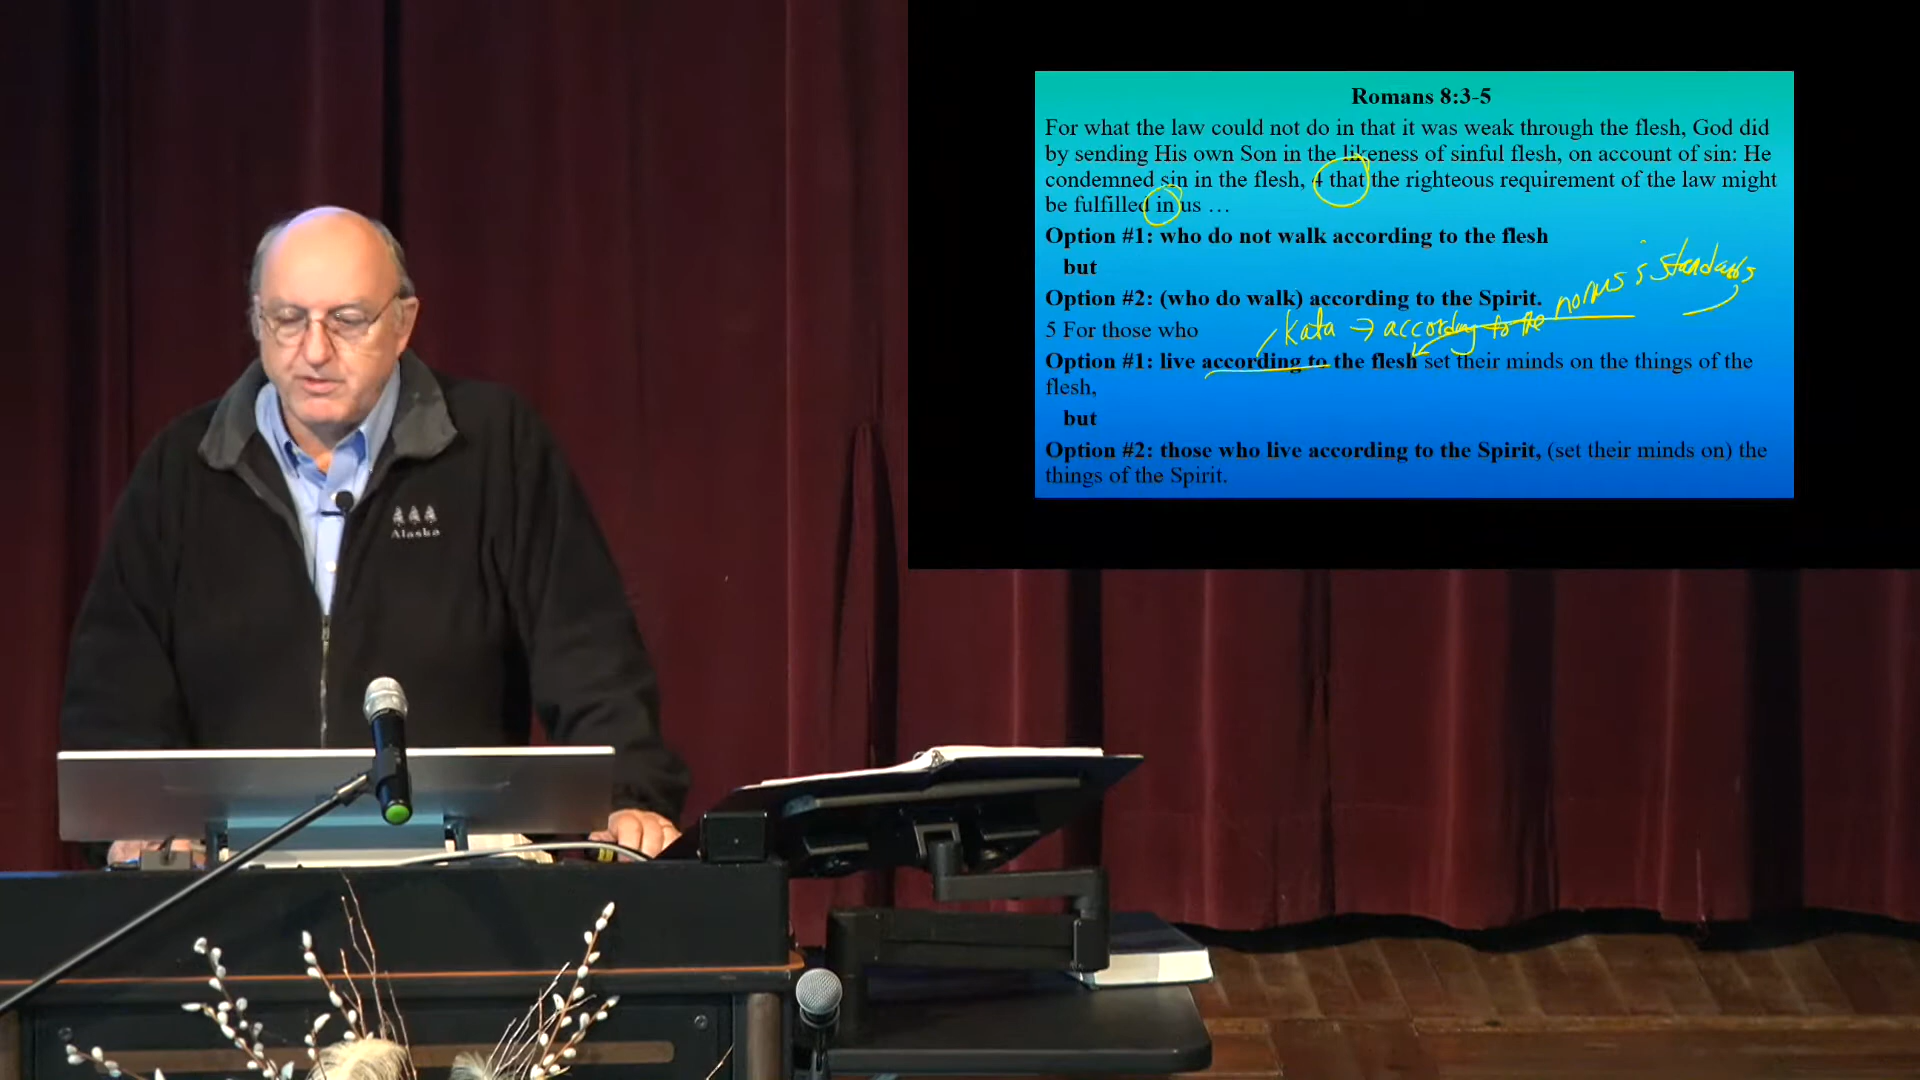 Romans 8:3-5
For what the law could not do in that it was weak through the flesh, God did
by sending His own Son in the likeness of sinful flesh, on account of sin: He
condemned sin in the flesh, 4 that the righteous requirement of the law might
be fulfilled in us …
Option #1: who do not walk according to the flesh
but
Option #2: (who do walk) according to the Spirit.
norms & standards
5 For those who
kata → according to the
Option #1: live according to the flesh set their minds on the things of the
flesh,
but
Option #2: those who live according to the Spirit, (set their minds on) the
things of the Spirit.
Alaska